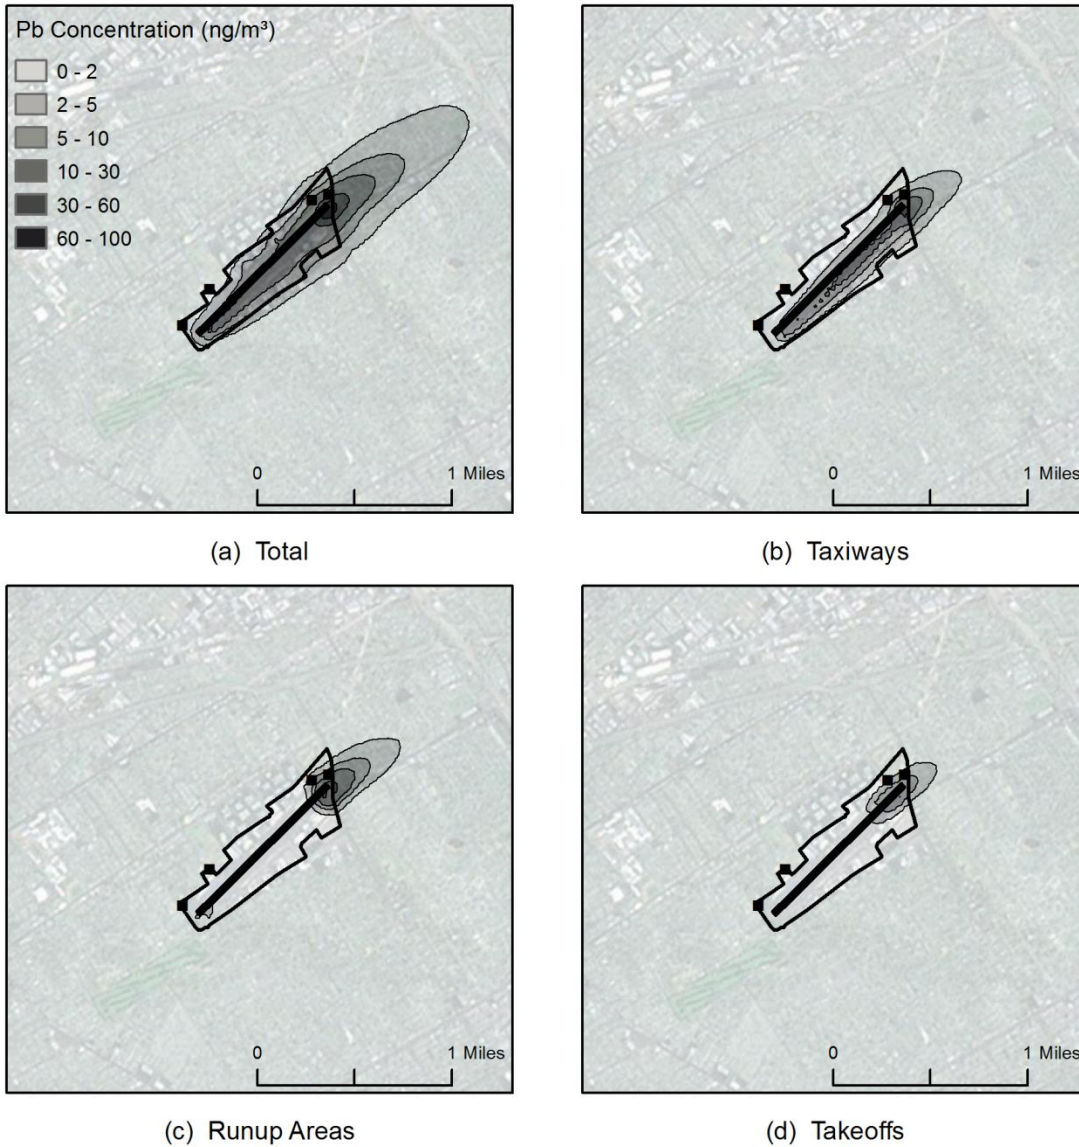 Pb Concentration (ng/m³)
0 - 2
2 - 5
5 - 10
10 - 30
30 - 60
60 - 100
0 1 Miles
(a) Total
0 1 Miles
(b) Taxiways
0 1 Miles
(c) Runup Areas
0 1 Miles
(d) Takeoffs